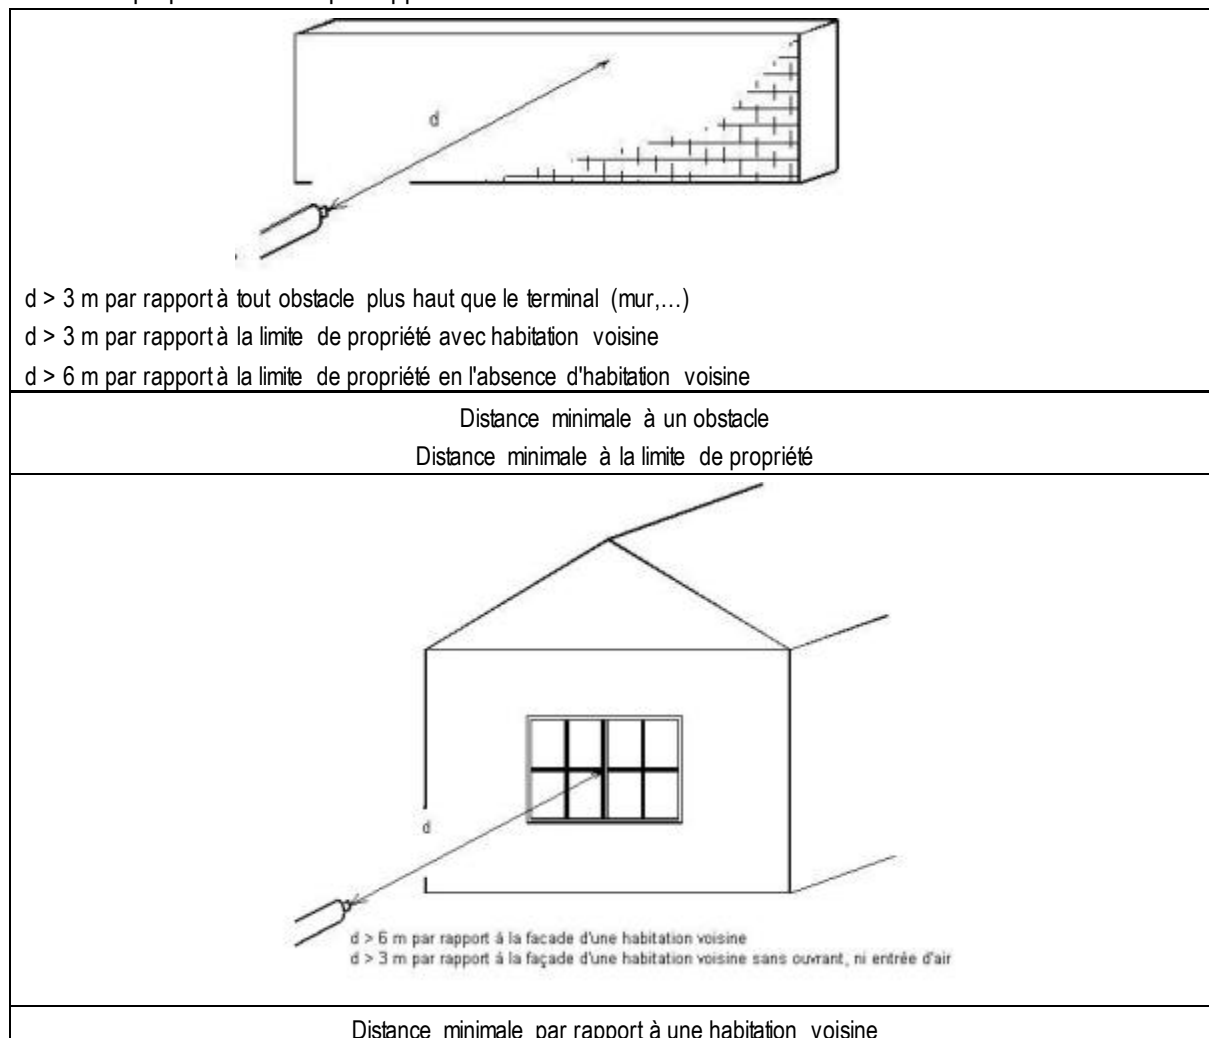 d
d > 3 m par rapport à tout obstacle plus haut que le terminal (mur,…)
d > 3 m par rapport à la limite de propriété avec habitation voisine
d > 6 m par rapport à la limite de propriété en l'absence d'habitation voisine
Distance minimale à un obstacle
Distance minimale à la limite de propriété
d
d > 6 m par rapport à la facade d'une habitation voisine
d > 3 m par rapport à la façade d'une habitation voisine sans ouvrant, ni entrée d'air
Distance minimale par rapport à une habitation voisine